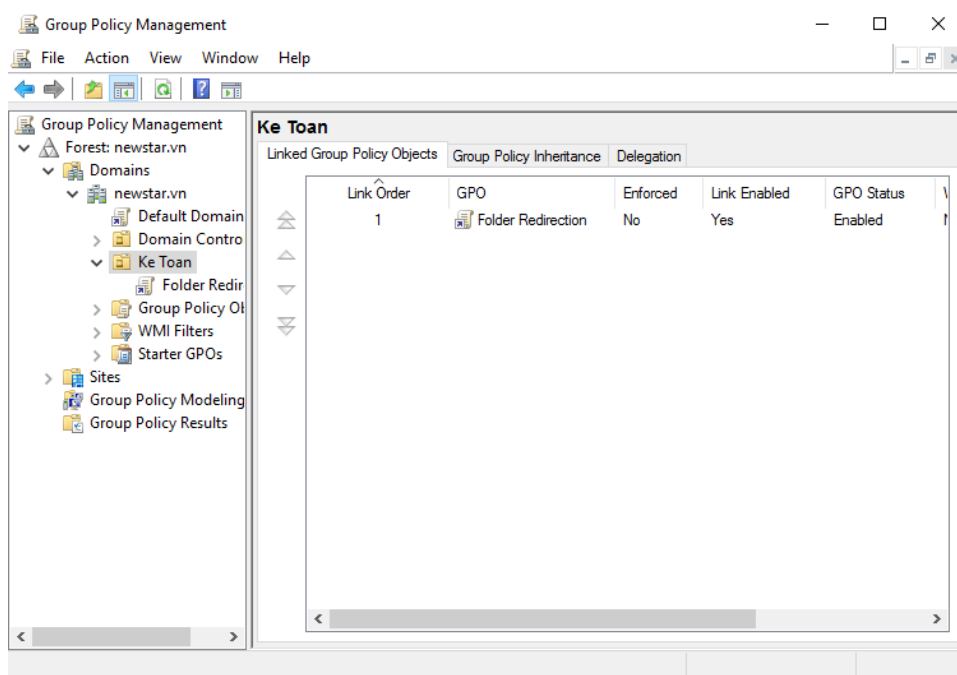 Group Policy Management
File Action View Window Help
Group Policy Management
Forest: newstar.vn
Domains
newstar.vn
Default Domain
Domain Contro
Ke Toan
Folder Redir
Group Policy Ob
WMI Filters
Starter GPOs
Sites
Group Policy Modeling
Group Policy Results
Ke Toan
Linked Group Policy Objects Group Policy Inheritance Delegation
Link Order GPO Enforced Link Enabled GPO Status
1 Folder Redirection No Yes Enabled